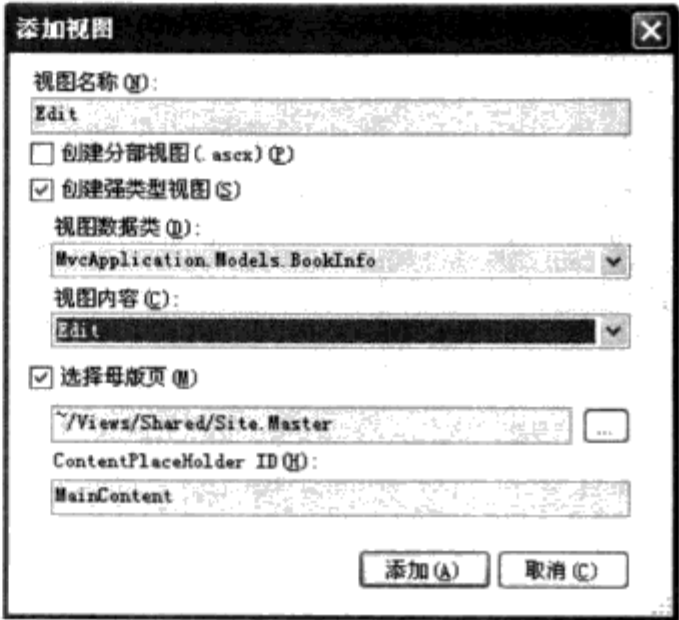 添加视图
视图名称(N):
Edit
创建分部视图(.ascx)(P)
创建强类型视图(S)
视图数据类(D):
MvcApplication.Models.BookInfo
视图内容(C):
Edit
选择母版页(M)
~/Views/Shared/Site.Master
...
ContentPlaceHolder ID(H):
MainContent
添加(A) 取消(C)